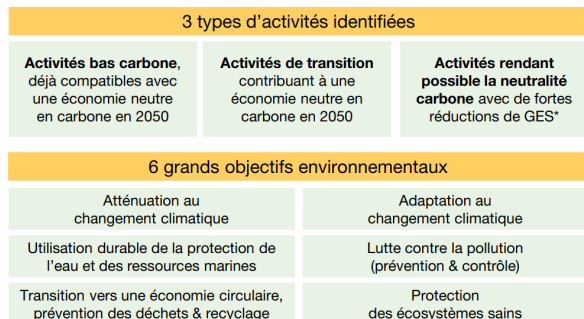 3 types d’activités identifiées
Activités bas carbone,
déjà compatibles avec
une économie neutre
en carbone en 2050
Activités de transition
contribuant à une
économie neutre en
carbone en 2050
Activités rendant
possible la neutralité
carbone avec de fortes
réductions de GES*
6 grands objectifs environnementaux
Atténuation au
changement climatique
Adaptation au
changement climatique
Utilisation durable de la protection de
l’eau et des ressources marines
Lutte contre la pollution
(prévention & contrôle)
Transition vers une économie circulaire,
prévention des déchets & recyclage
Protection
des écosystèmes sains